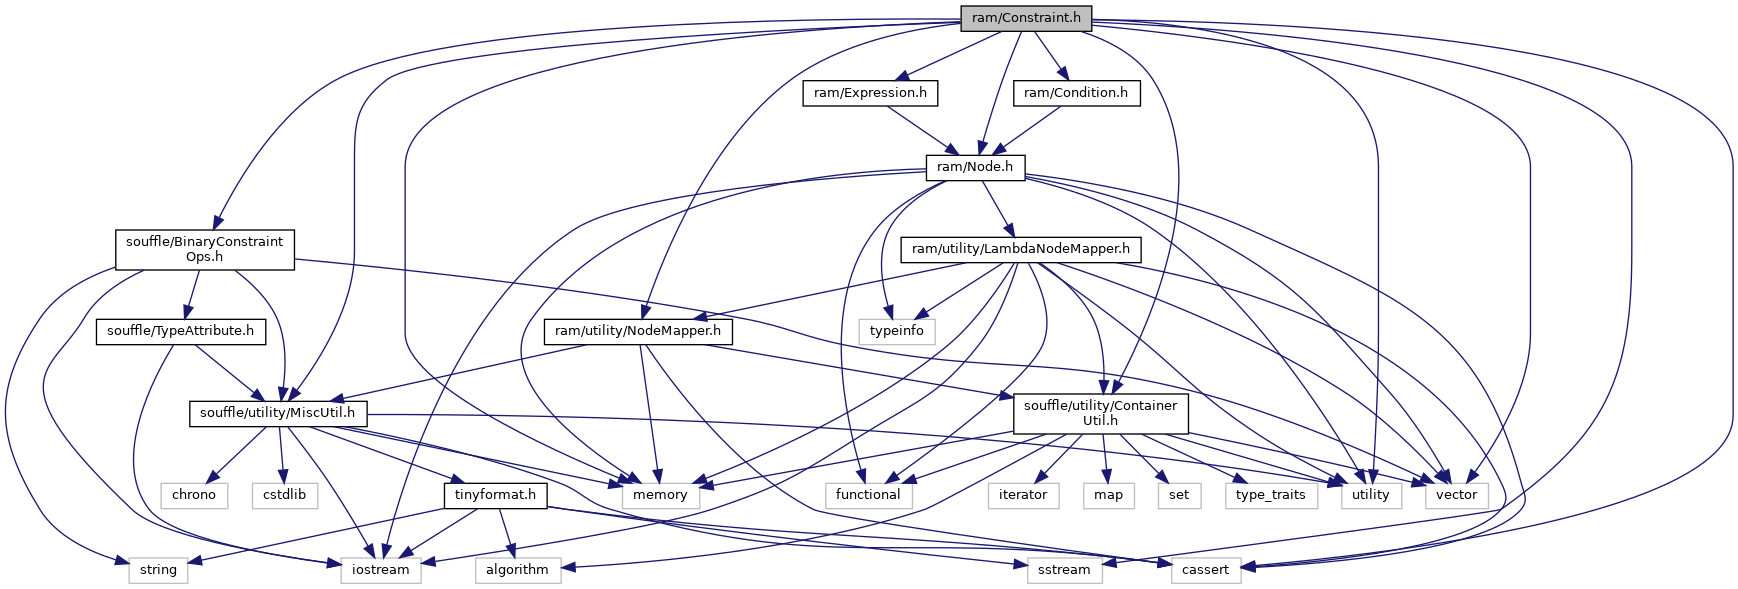 ram/Constraint.h
ram/Expression.h
ram/Condition.h
ram/Node.h
souffle/BinaryConstraint
Ops.h
ram/utility/LambdaNodeMapper.h
souffle/TypeAttribute.h
ram/utility/NodeMapper.h
typeinfo
souffle/utility/MiscUtil.h
souffle/utility/Container
Util.h
chrono
cstdlib
tinyformat.h
memory
functional
iterator
map
set
type_traits
utility
vector
string
iostream
algorithm
sstream
cassert